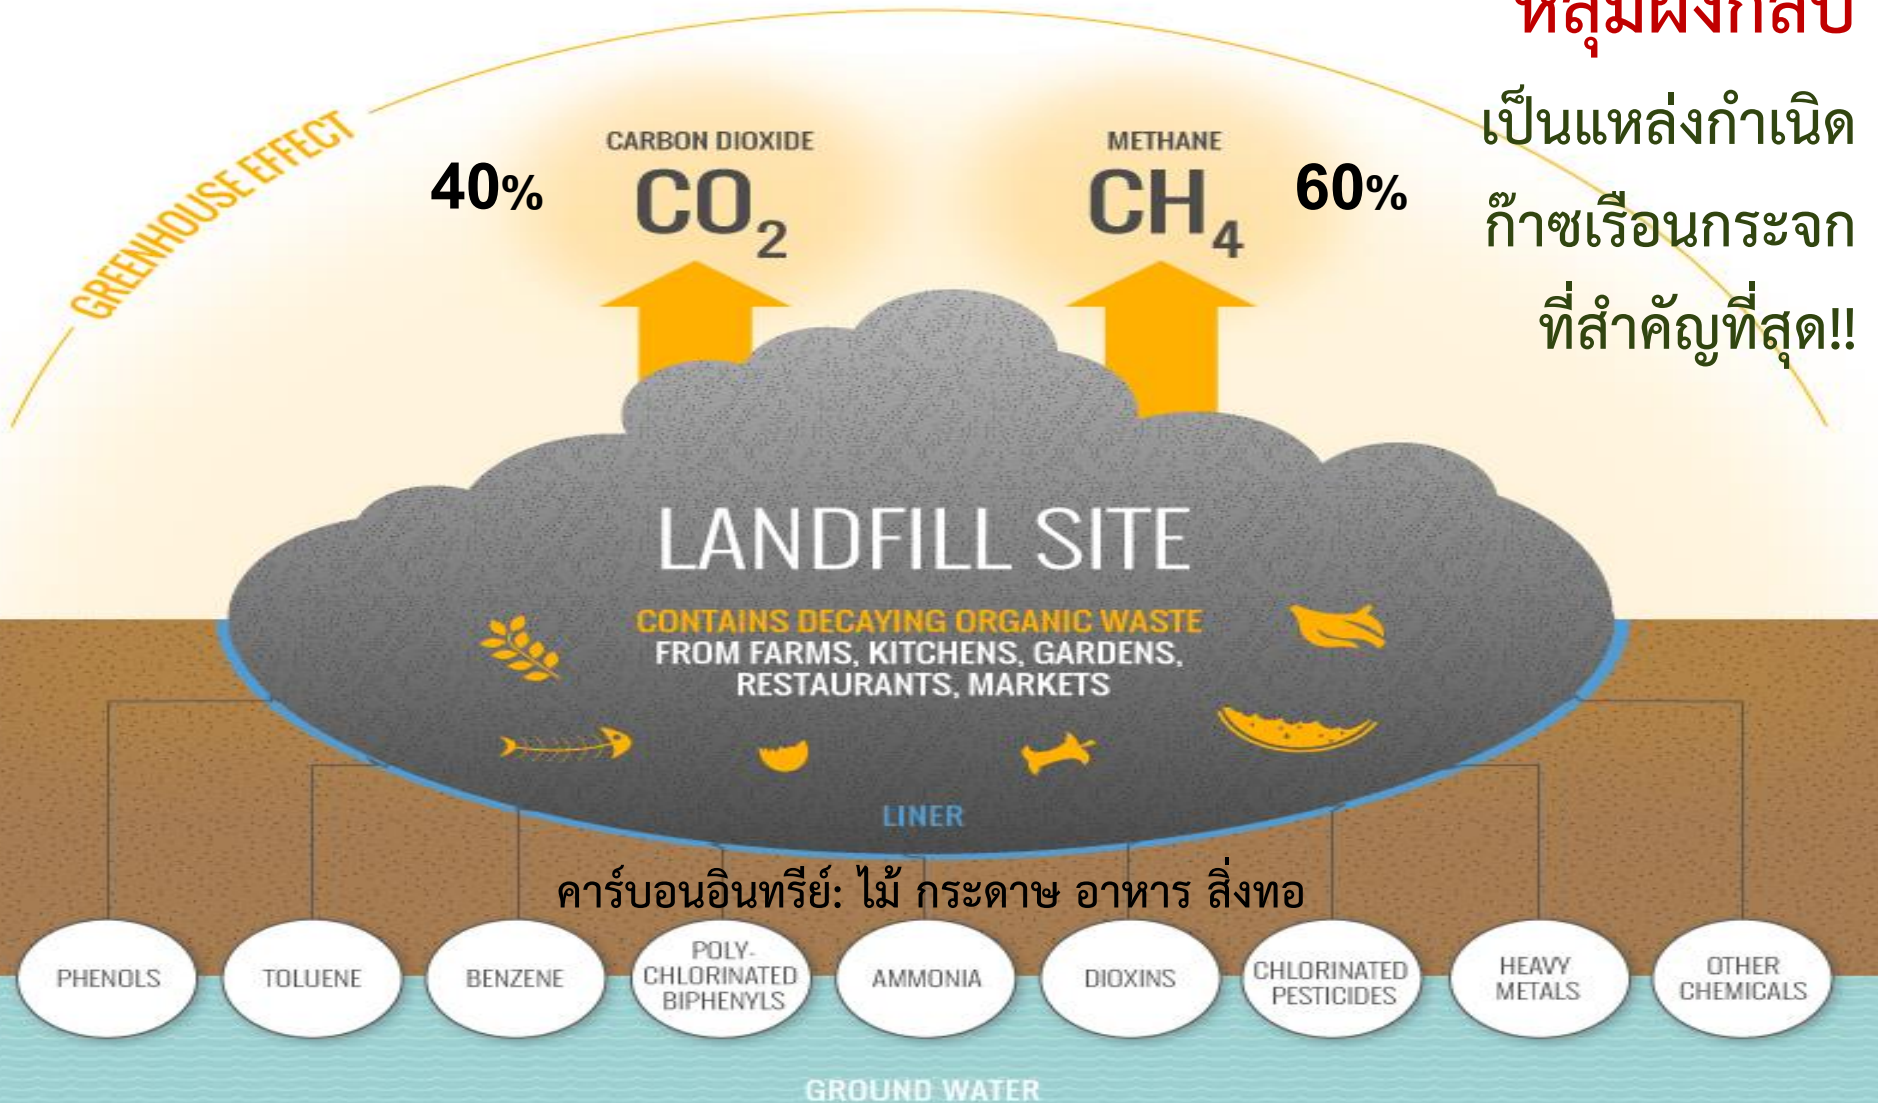 หลุมฝังกลบ
เป็นแหล่งกำเนิด
ก๊าซเรือนกระจก
ที่สำคัญที่สุด!!
GREENHOUSE EFFECT
CARBON DIOXIDE
40% CO₂
METHANE
CH₄ 60%
LANDFILL SITE
CONTAINS DECAYING ORGANIC WASTE
FROM FARMS, KITCHENS, GARDENS,
RESTAURANTS, MARKETS
LINER
คาร์บอนอินทรีย์: ไม้ กระดาษ อาหาร สิ่งทอ
PHENOLS
TOLUENE
BENZENE
POLY-
CHLORINATED
BIPHENYLS
AMMONIA
DIOXINS
CHLORINATED
PESTICIDES
HEAVY
METALS
OTHER
CHEMICALS
GROUND WATER